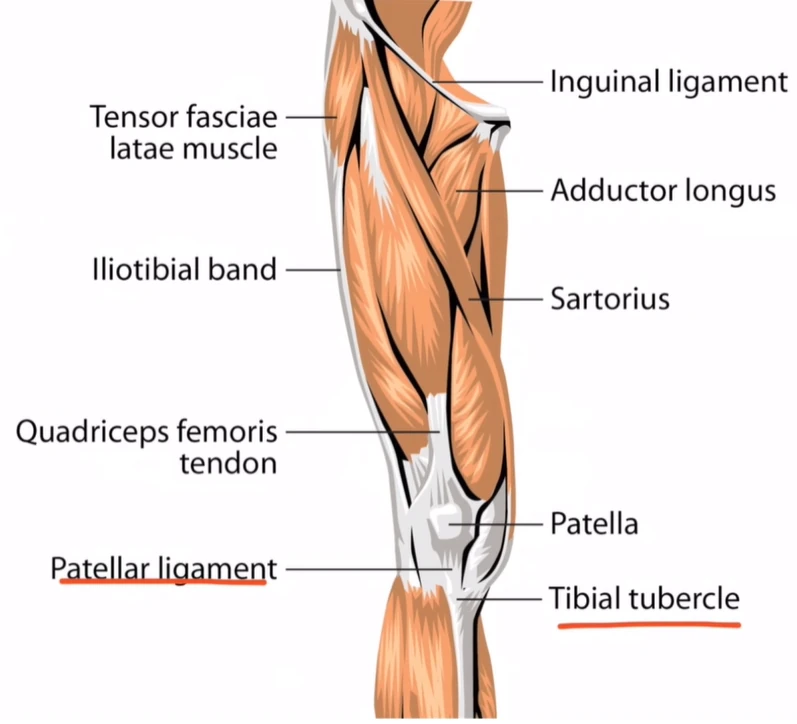 Inguinal ligament
Tensor fasciae
latae muscle
Adductor longus
Iliotibial band
Sartorius
Quadriceps femoris
tendon
Patella
Patellar ligament
Tibial tubercle